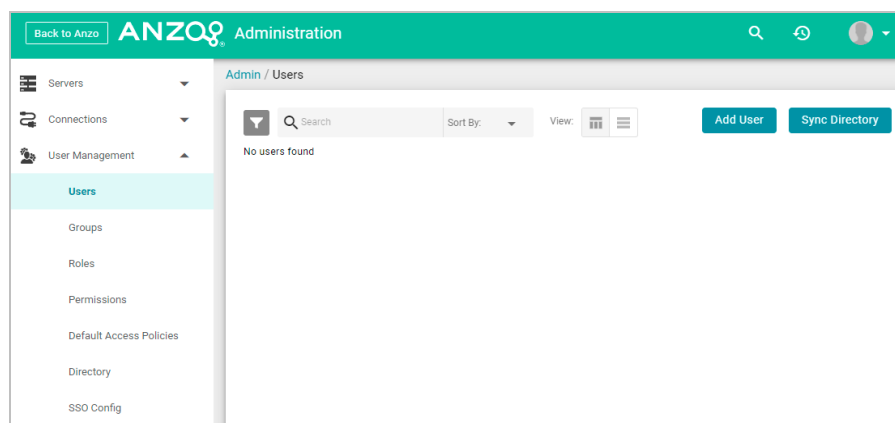 Back to Anzo ANZO® Administration
Servers
Connections
User Management
Users
Groups
Roles
Permissions
Default Access Policies
Directory
SSO Config
Admin / Users
Search Sort By: View: Add User Sync Directory
No users found